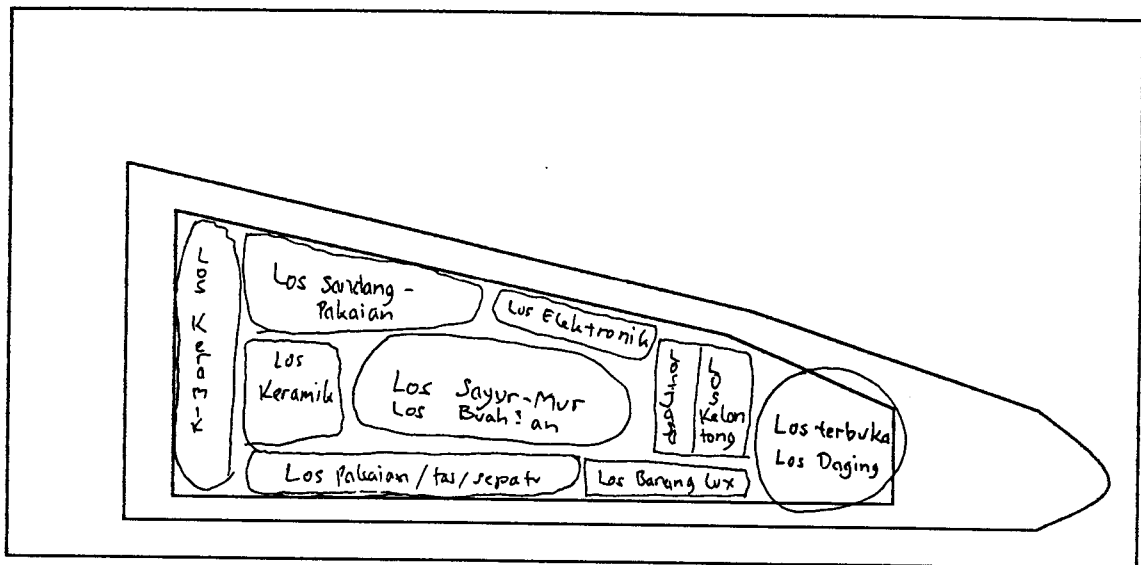 Los Keramik
Los Sandang -
Pakaian
Los Elektronik
Los
Keramik
Los Sayur-Mur
Los Buah²an
Los
Kelon
tong
Los terbuka
Los Daging
Los Pakaian / tas / sepatu
Los Barang Lux